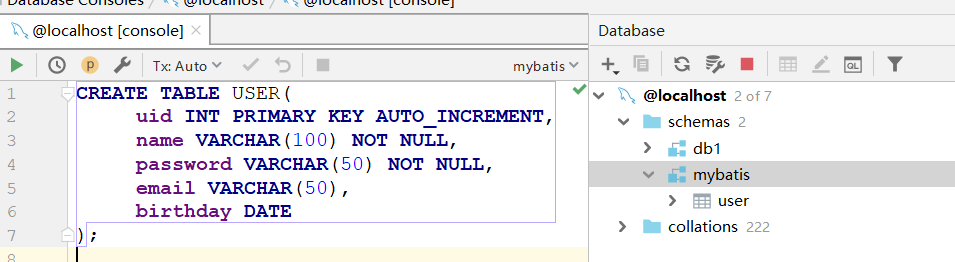 Database Consoles
@localhost
@localhost [console]
@localhost [console]
Tx: Auto
mybatis
1 CREATE TABLE USER(
2 uid INT PRIMARY KEY AUTO_INCREMENT,
3 name VARCHAR(100) NOT NULL,
4 password VARCHAR(50) NOT NULL,
5 email VARCHAR(50),
6 birthday DATE
7 );
8
Database
QL
@localhost 2 of 7
schemas 2
db1
mybatis
user
collations 222